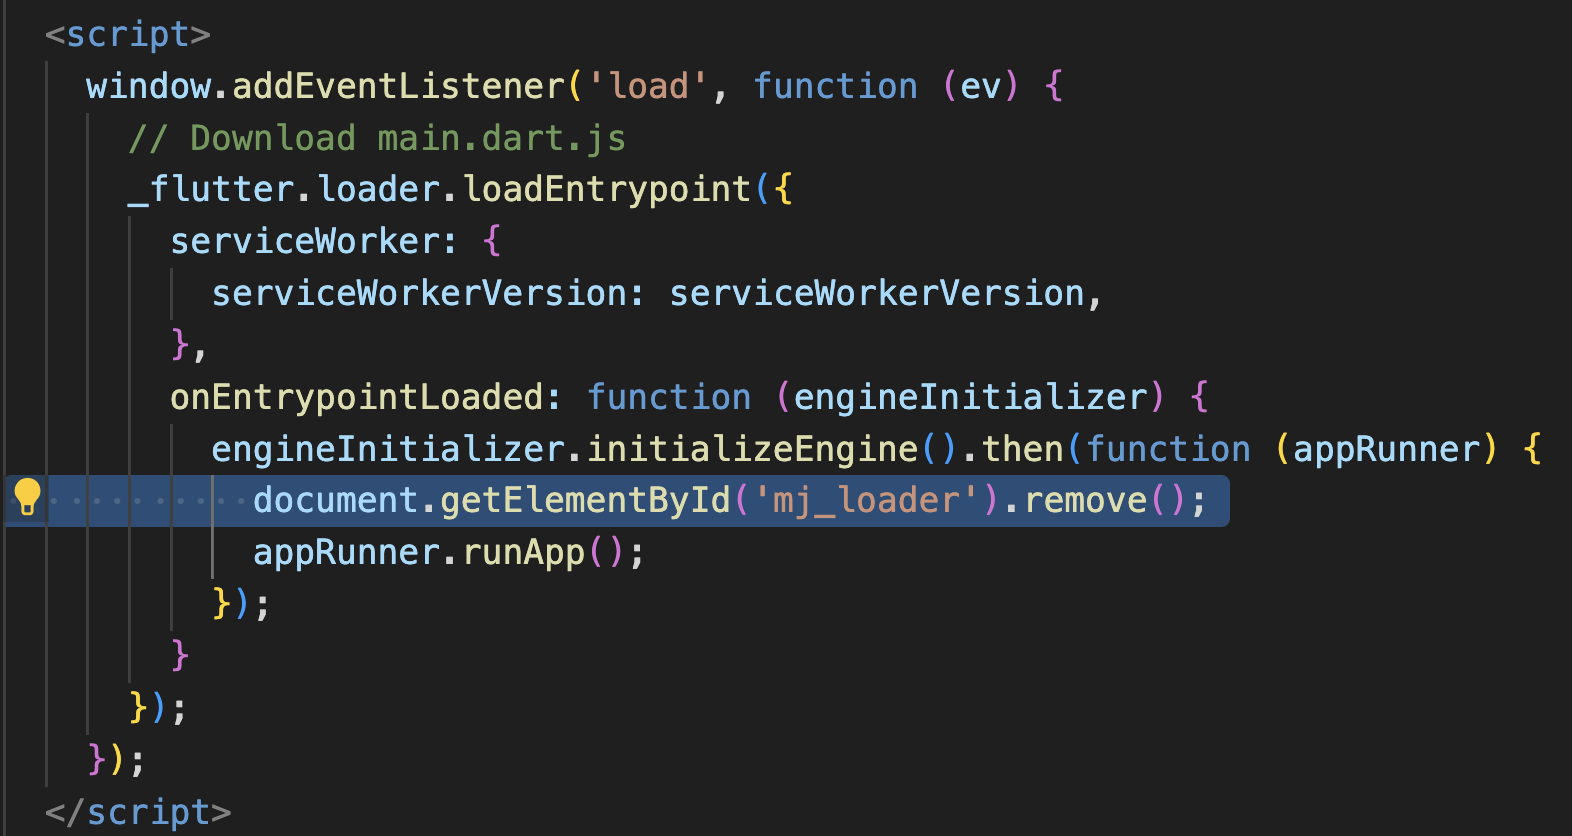 <script>
window.addEventListener('load', function (ev) {
// Download main.dart.js
_flutter.loader.loadEntrypoint({
serviceWorker: {
serviceWorkerVersion: serviceWorkerVersion,
},
onEntrypointLoaded: function (engineInitializer) {
engineInitializer.initializeEngine().then(function (appRunner) {
document.getElementById('mj_loader').remove();
appRunner.runApp();
});
}
});
});
</script>